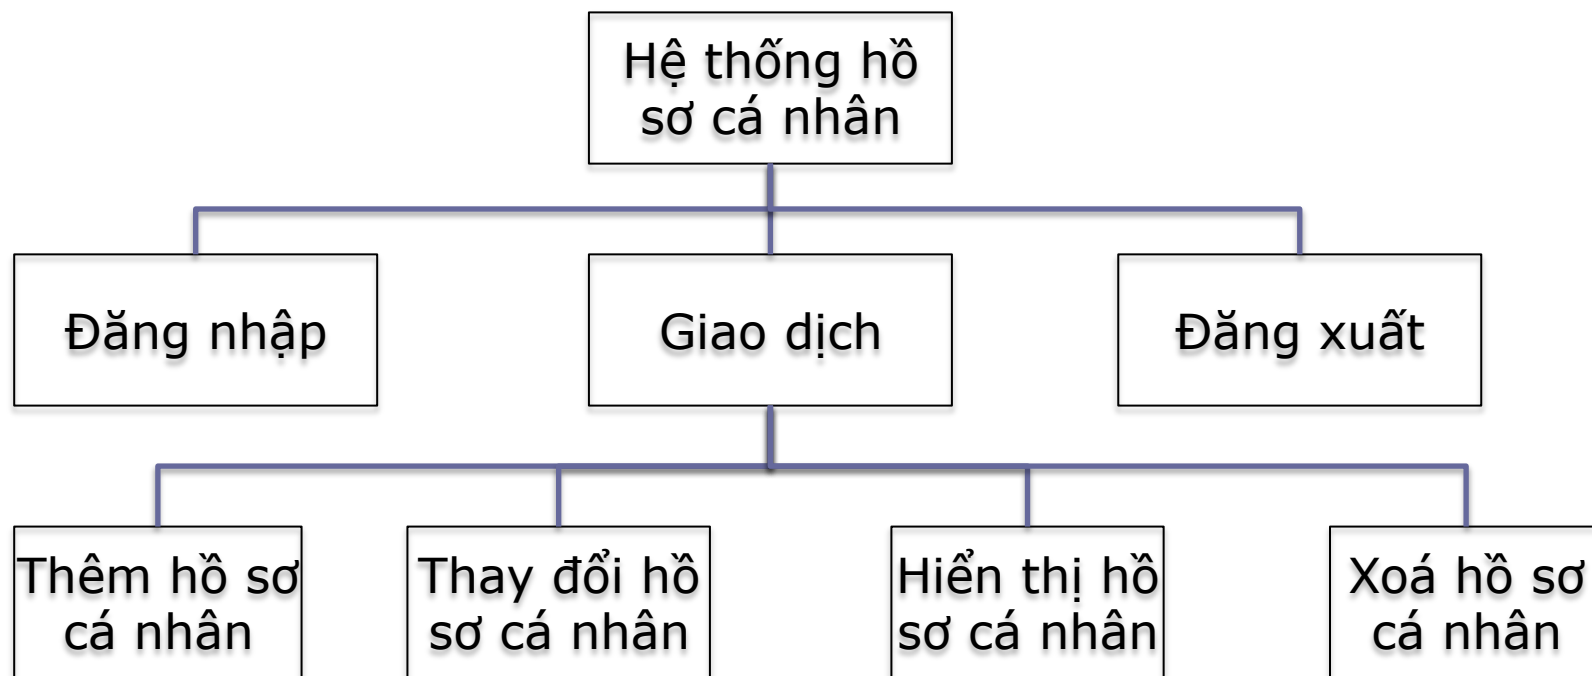 Hệ thống hồ
sơ cá nhân
Đăng nhập
Giao dịch
Đăng xuất
Thêm hồ sơ
cá nhân
Thay đổi hồ
sơ cá nhân
Hiển thị hồ
sơ cá nhân
Xoá hồ sơ
cá nhân